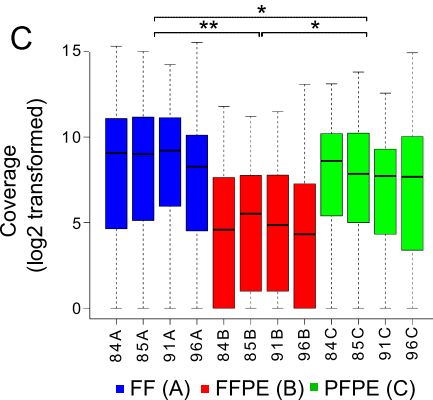 C
*
** *
Coverage
(log2 transformed)
15
10
5
0
84A 85A 91A 96A 84B 85B 91B 96B 84C 85C 91C 96C
FF (A) FFPE (B) PFPE (C)